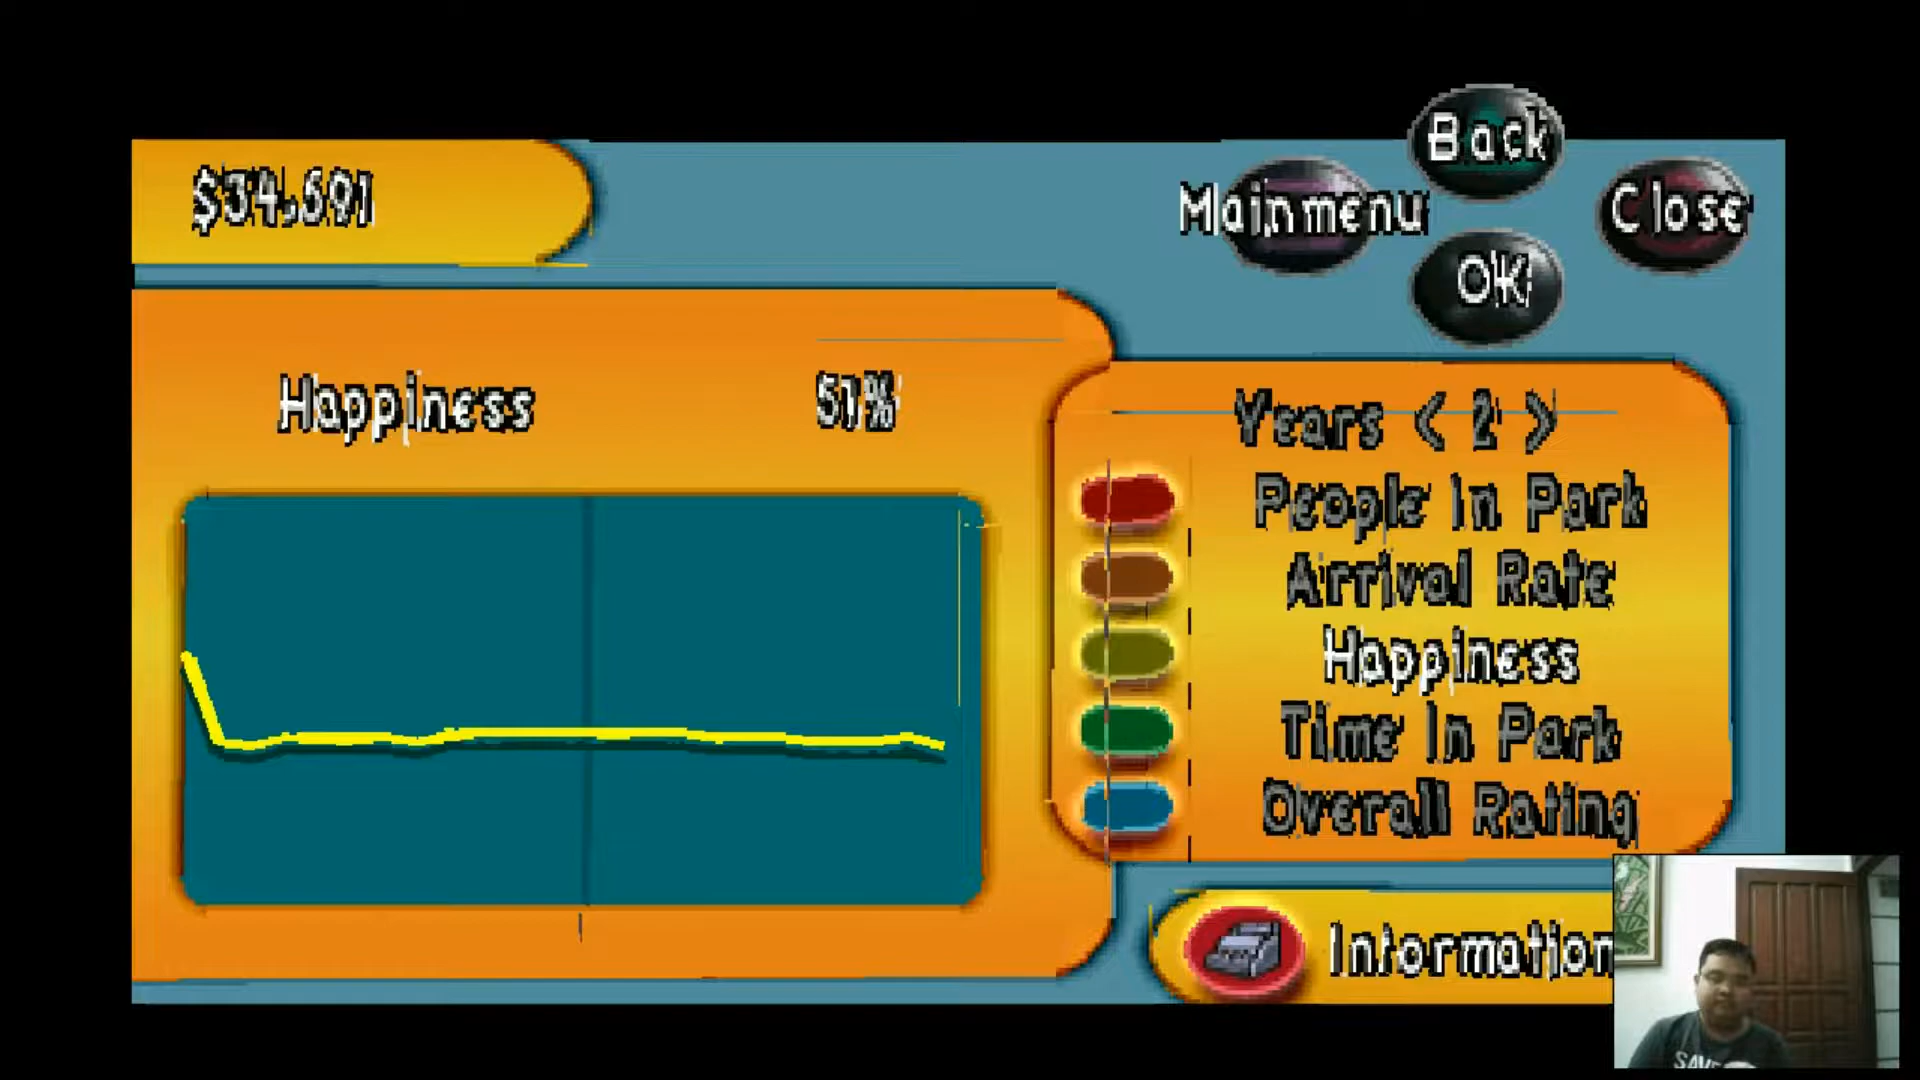 Back
Mainmenu
Close
OK
$34,691
Happiness 51%
Years < 2 >
People In Park
Arrival Rate
Happiness
Time In Park
Overall Rating
Information